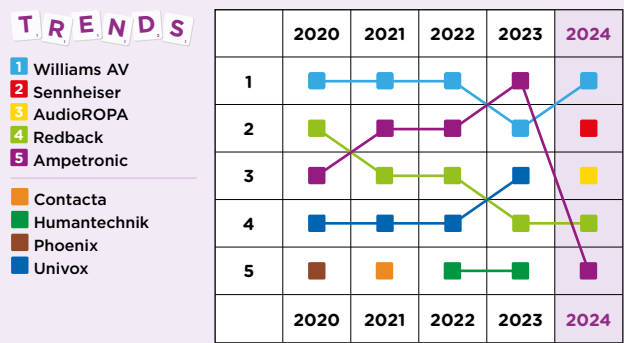 TRENDS
1 Williams AV
2 Sennheiser
3 AudioROPA
4 Redback
5 Ampetronic
Contacta
Humantechnik
Phoenix
Univox
2020 2021 2022 2023 2024
1
2
3
4
5
2020 2021 2022 2023 2024